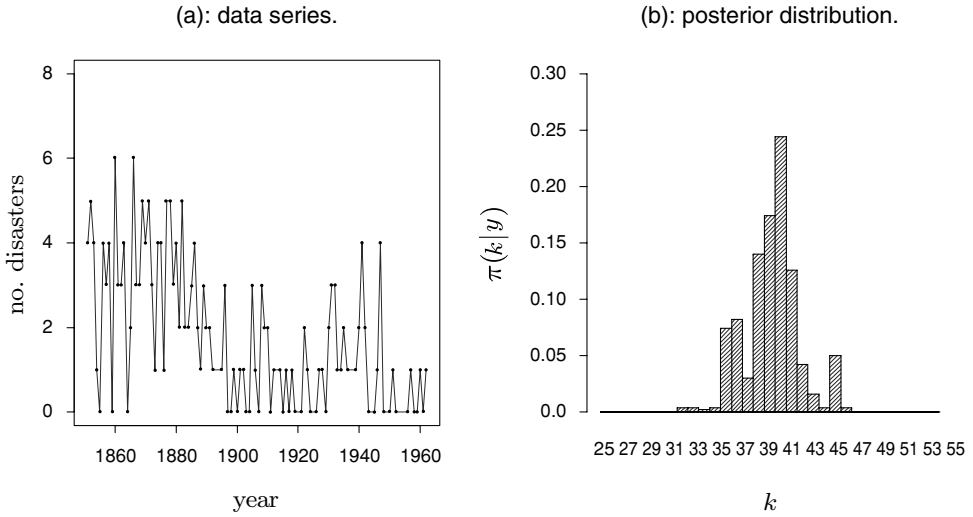 (a): data series.
8
6
4
2
0
no. disasters
1860 1880 1900 1920 1940 1960
year
(b): posterior distribution.
0.30
0.25
0.20
0.15
0.10
0.05
0.0
π(k|y)
25 27 29 31 33 35 37 39 41 43 45 47 49 51 53 55
k